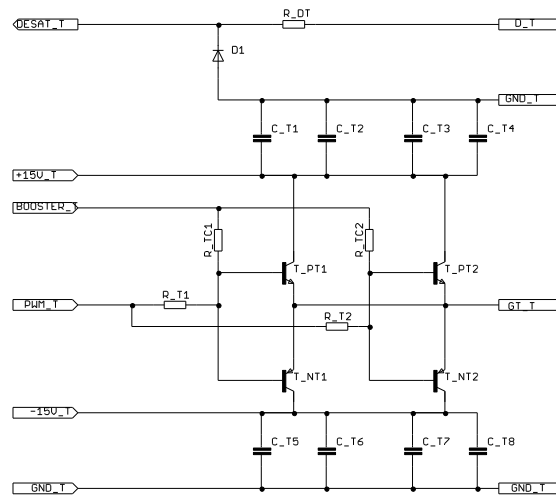 R_DT
DESAT_T
D_T
D1
GND_T
C_T1
C_T2
C_T3
C_T4
+15V_T
BOOSTER_T
R_TC1
R_TC2
T_PT1
T_PT2
R_T1
PWM_T
GT_T
R_T2
T_NT1
T_NT2
-15V_T
C_T5
C_T6
C_T7
C_T8
GND_T
GND_T